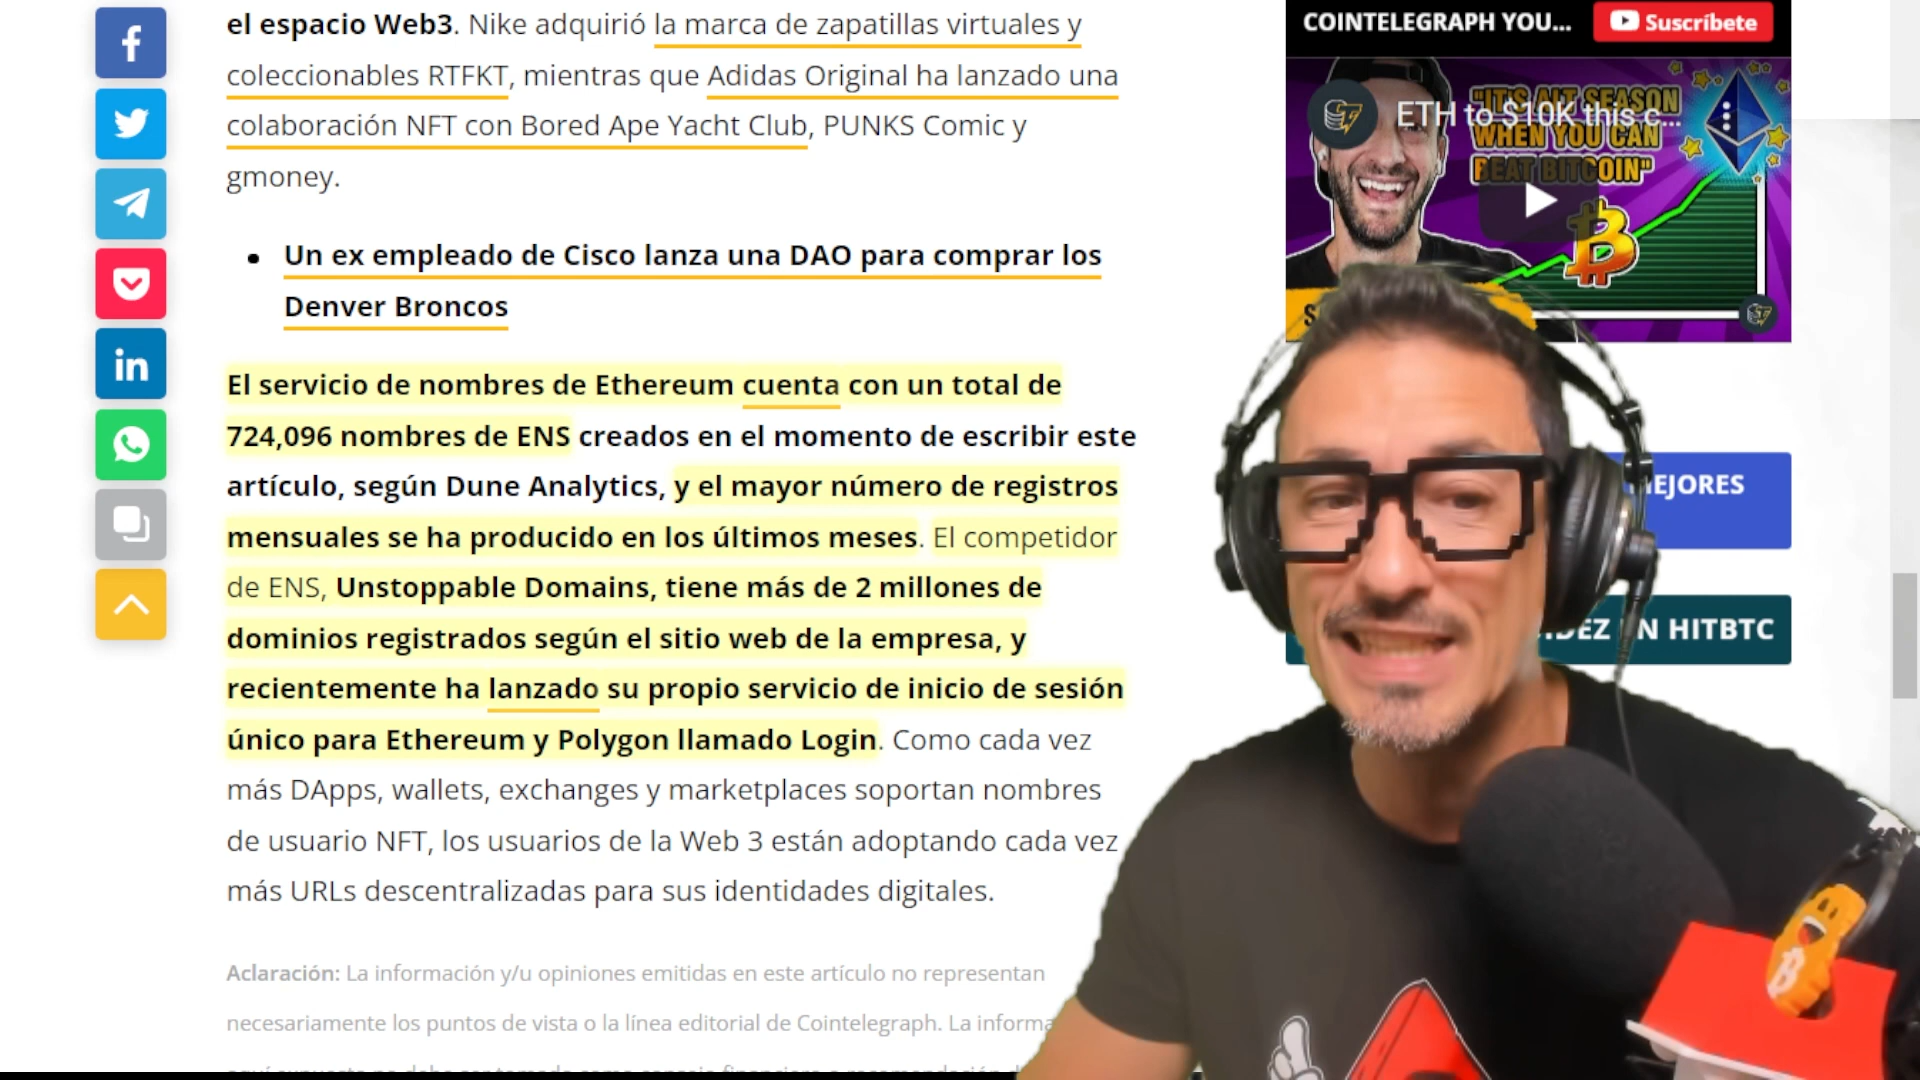 el espacio Web3. Nike adquirió la marca de zapatillas virtuales y
coleccionables RTFKT, mientras que Adidas Original ha lanzado una
colaboración NFT con Bored Ape Yacht Club, PUNKS Comic y
gmoney.
Un ex empleado de Cisco lanza una DAO para comprar los
Denver Broncos
El servicio de nombres de Ethereum cuenta con un total de
724,096 nombres de ENS creados en el momento de escribir este
artículo, según Dune Analytics, y el mayor número de registros
mensuales se ha producido en los últimos meses. El competidor
de ENS, Unstoppable Domains, tiene más de 2 millones de
dominios registrados según el sitio web de la empresa, y
recientemente ha lanzado su propio servicio de inicio de sesión
único para Ethereum y Polygon llamado Login. Como cada vez
más DApps, wallets, exchanges y marketplaces soportan nombres
de usuario NFT, los usuarios de la Web 3 están adoptando cada vez
más URLs descentralizadas para sus identidades digitales.
Aclaración: La información y/u opiniones emitidas en este artículo no representan
necesariamente los puntos de vista o la línea editorial de Cointelegraph. La
COINTELEGRAPH YOU...
Suscríbete
ETH to $10K this c...
"IT'S ALT SEASON
WHEN YOU CAN
BEAT BITCOIN"
MEJORES
EN HITBTC